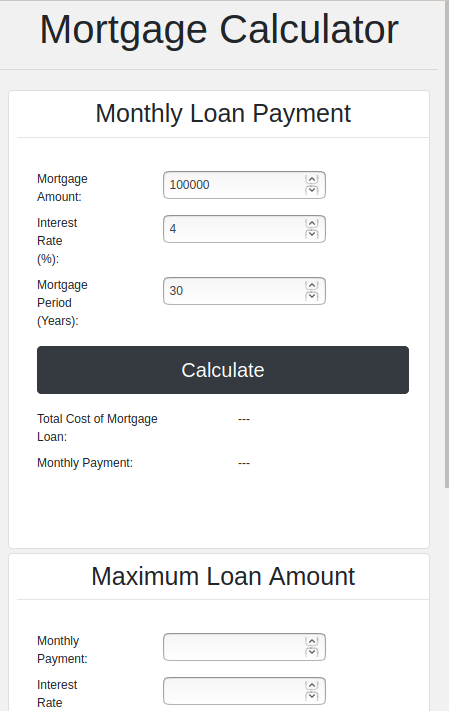 Mortgage Calculator
Monthly Loan Payment
Mortgage
Amount:
100000
Interest
Rate
(%):
4
Mortgage
Period
(Years):
30
Calculate
Total Cost of Mortgage
Loan:
---
Monthly Payment:
---
Maximum Loan Amount
Monthly
Payment:
Interest
Rate